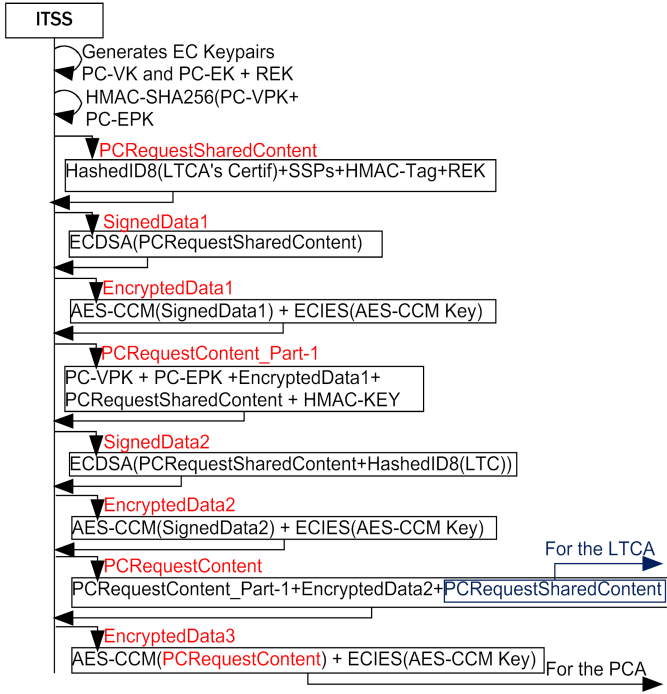 ITSS
Generates EC Keypairs
PC-VK and PC-EK + REK
HMAC-SHA256(PC-VPK+
PC-EPK
PCRequestSharedContent
HashedID8(LTCA's Certif)+SSPs+HMAC-Tag+REK
SignedData1
ECDSA(PCRequestSharedContent)
EncryptedData1
AES-CCM(SignedData1) + ECIES(AES-CCM Key)
PCRequestContent_Part-1
PC-VPK + PC-EPK +EncryptedData1+
PCRequestSharedContent + HMAC-KEY
SignedData2
ECDSA(PCRequestSharedContent+HashedID8(LTC))
EncryptedData2
AES-CCM(SignedData2) + ECIES(AES-CCM Key)
For the LTCA
PCRequestContent
PCRequestContent_Part-1+EncryptedData2+PCRequestSharedContent
EncryptedData3
AES-CCM(PCRequestContent) + ECIES(AES-CCM Key)
For the PCA